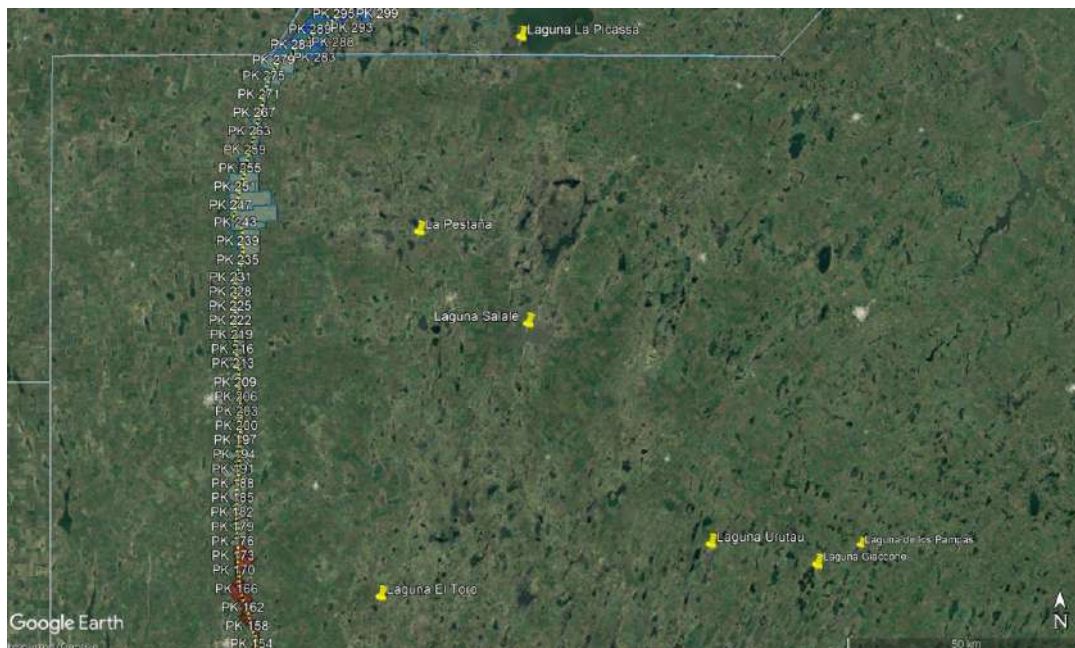 PK 295 PK 299
PK 289 PK 293
PK 284 PK 288
PK 279 PK 283
PK 275
PK 271
PK 267
PK 263
PK 259
PK 255
PK 251
PK 247
PK 243
PK 239
PK 235
PK 231
PK 228
PK 225
PK 222
PK 219
PK 216
PK 213
PK 209
PK 206
PK 203
PK 200
PK 197
PK 194
PK 191
PK 188
PK 185
PK 182
PK 179
PK 176
PK 173
PK 170
PK 166
PK 162
PK 158
PK 154
Laguna La Picassa
La Pestaña
Laguna Salale
Laguna Urutau
Laguna de los Pampas
Laguna Giaccone
Laguna El Toro
Google Earth
N
50 km